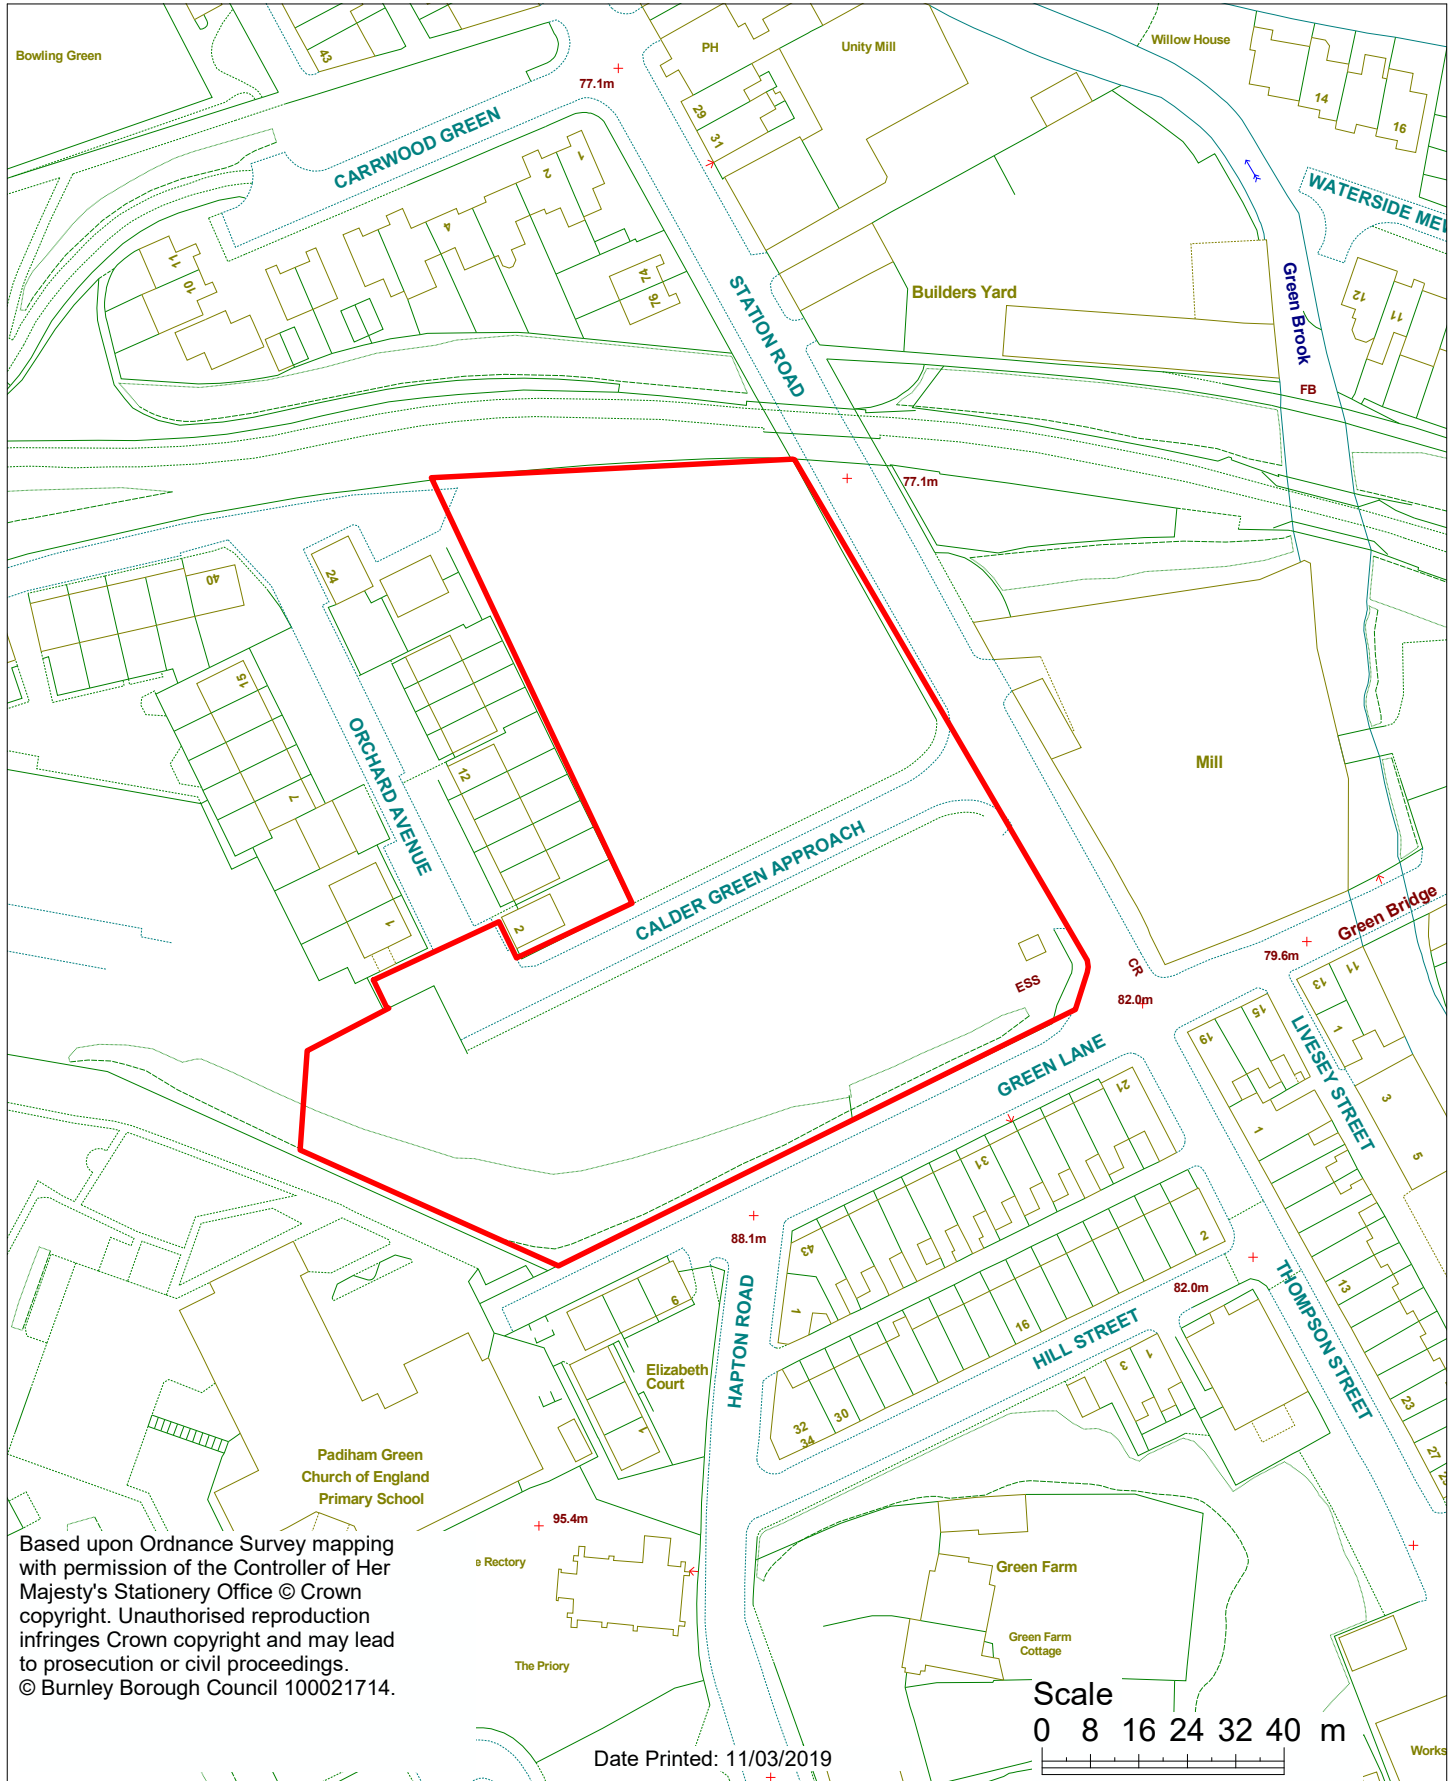 Bowling Green
43
PH
Unity Mill
Willow House
14
16
77.1m
29
31
CARRWOOD GREEN
1
2
4
11
10
74
76
STATION ROAD
Builders Yard
Green Brook
WATERSIDE MEW
12
11
FB
77.1m
24
40
15
ORCHARD AVENUE
12
7
1
2
CALDER GREEN APPROACH
Mill
Green Bridge
79.6m
CR
ESS
82.0m
GREEN LANE
19
15
13
11
1
LIVESEY STREET
3
5
21
31
43
1
1
88.1m
2
82.0m
THOMPSON STREET
13
23
27
HILL STREET
16
30
32
34
3
1
HAPTON ROAD
9
Elizabeth
Court
1
Padiham Green
Church of England
Primary School
95.4m
e Rectory
The Priory
Green Farm
Green Farm
Cottage
Works
Based upon Ordnance Survey mapping
with permission of the Controller of Her
Majesty's Stationery Office © Crown
copyright. Unauthorised reproduction
infringes Crown copyright and may lead
to prosecution or civil proceedings.
© Burnley Borough Council 100021714.
Date Printed: 11/03/2019
Scale
0 8 16 24 32 40 m